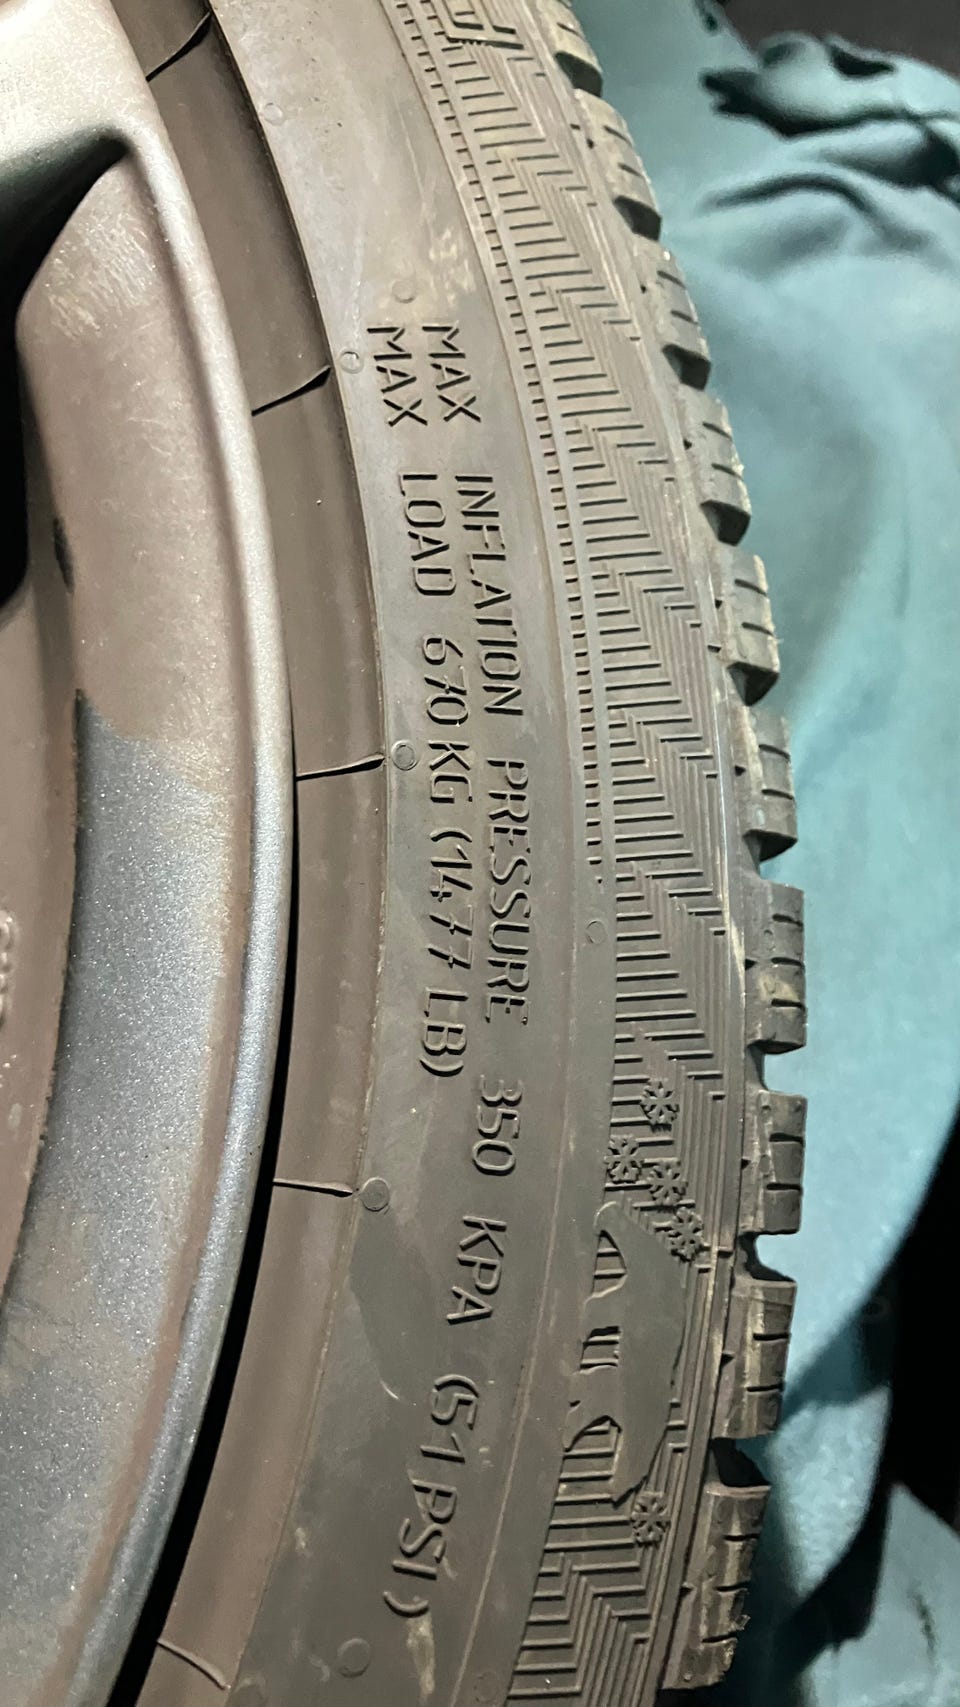 MAX INFLATION PRESSURE 350 KPA (51 PSI)
MAX LOAD 670 KG (1477 LB)